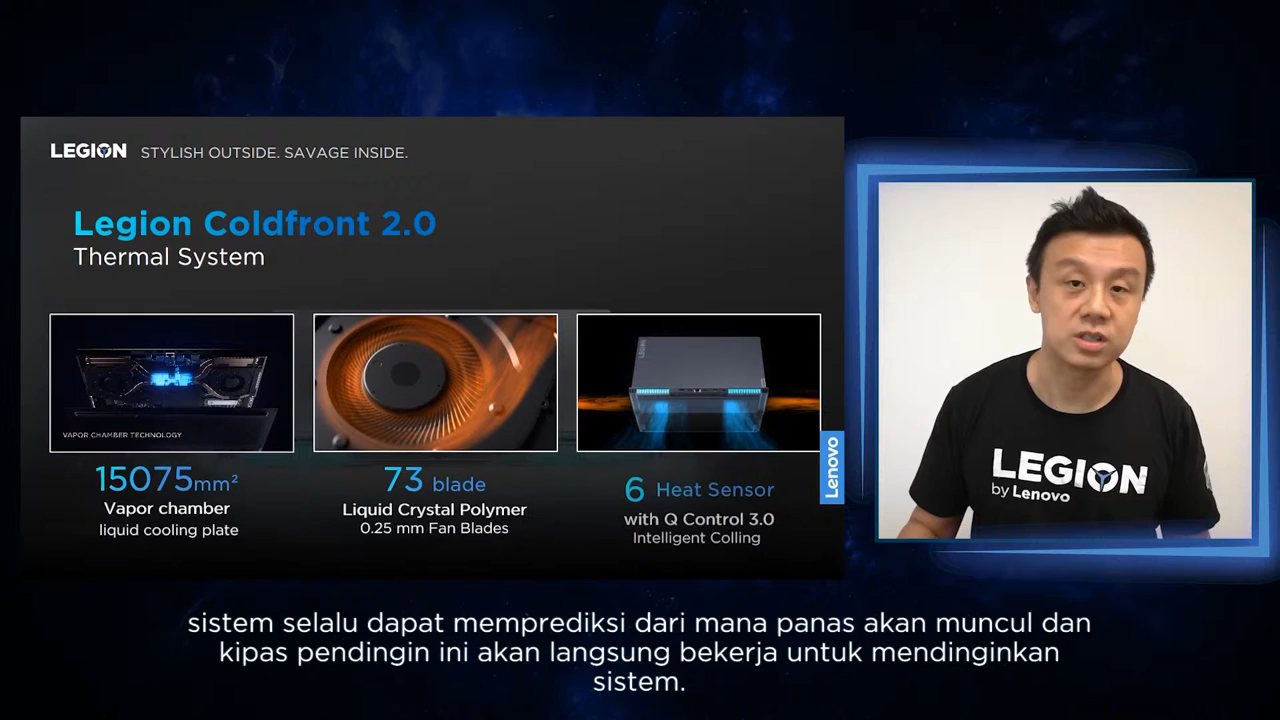 LEGION STYLISH OUTSIDE. SAVAGE INSIDE.
Legion Coldfront 2.0
Thermal System
LEGION
VAPOR CHAMBER TECHNOLOGY
15075mm²
Vapor chamber
liquid cooling plate
73 blade
Liquid Crystal Polymer
0.25 mm Fan Blades
6 Heat Sensor
with Q Control 3.0
Intelligent Colling
Lenovo
LEGION
by Lenovo
sistem selalu dapat memprediksi dari mana panas akan muncul dan
kipas pendingin ini akan langsung bekerja untuk mendinginkan
sistem.